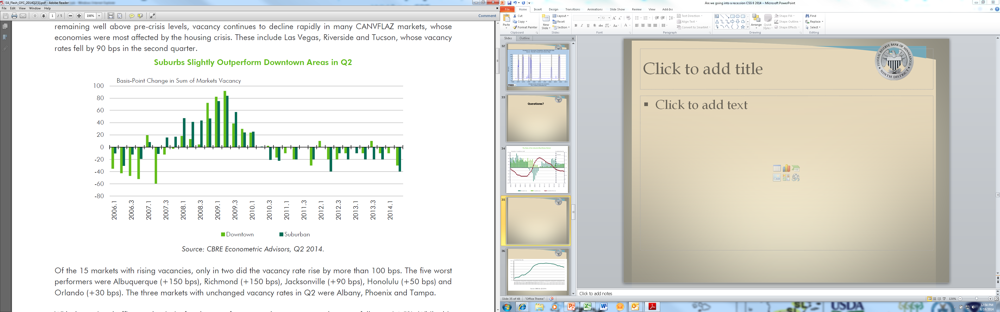 EA_Flash_OFC_2014Q2[1].pdf - Adobe Reader
File Edit View Window Help
1 / 5 198% Comment
remaining well above pre-crisis levels, vacancy continues to decline rapidly in many CANVFLAZ markets, whose
economies were most affected by the housing crisis. These include Las Vegas, Riverside and Tucson, whose vacancy
rates fell by 90 bps in the second quarter.
Suburbs Slightly Outperform Downtown Areas in Q2
Basis-Point Change in Sum of Markets Vacancy
100
80
60
40
20
0
-20
-40
-60
-80
2006.1 2006.3 2007.1 2007.3 2008.1 2008.3 2009.1 2009.3 2010.1 2010.3 2011.1 2011.3 2012.1 2012.3 2013.1 2013.3 2014.1
Downtown Suburban
Source: CBRE Econometric Advisors, Q2 2014.
Of the 15 markets with rising vacancies, only in two did the vacancy rate rise by more than 100 bps. The five worst
performers were Albuquerque (+150 bps), Richmond (+150 bps), Jacksonville (+90 bps), Honolulu (+50 bps) and
Orlando (+30 bps). The three markets with unchanged vacancy rates in Q2 were Albany, Phoenix and Tampa.
Are we going into a recession CSG 8 2014 - Microsoft PowerPoint
File Home Insert Design Transitions Animations Slide Show Review View Add-Ins
Paste
Cut
Copy
Format Painter
Clipboard
New
Slide
Layout
Reset
Section
Slides
72
B I U S abc AV Aa A
Font
Text Direction
Align Text
Convert to SmartArt
Paragraph
Arrange
Quick
Styles
Shape Fill
Shape Outline
Shape Effects
Drawing
Find
Replace
Select
Editing
Slides Outline
32
FRED
33
Questions?
34
The State of the Industrial Real Estate Market
35
36
Source: CBRE EA, Q2 2014
FEDERAL RESERVE BANK OF MINNEAPOLIS
NINTH DISTRICT
Click to add title
Click to add text
Click to add notes
Slide 35 of 49 "Office Theme" 130%
USDA
12:54 PM
8/18/2014